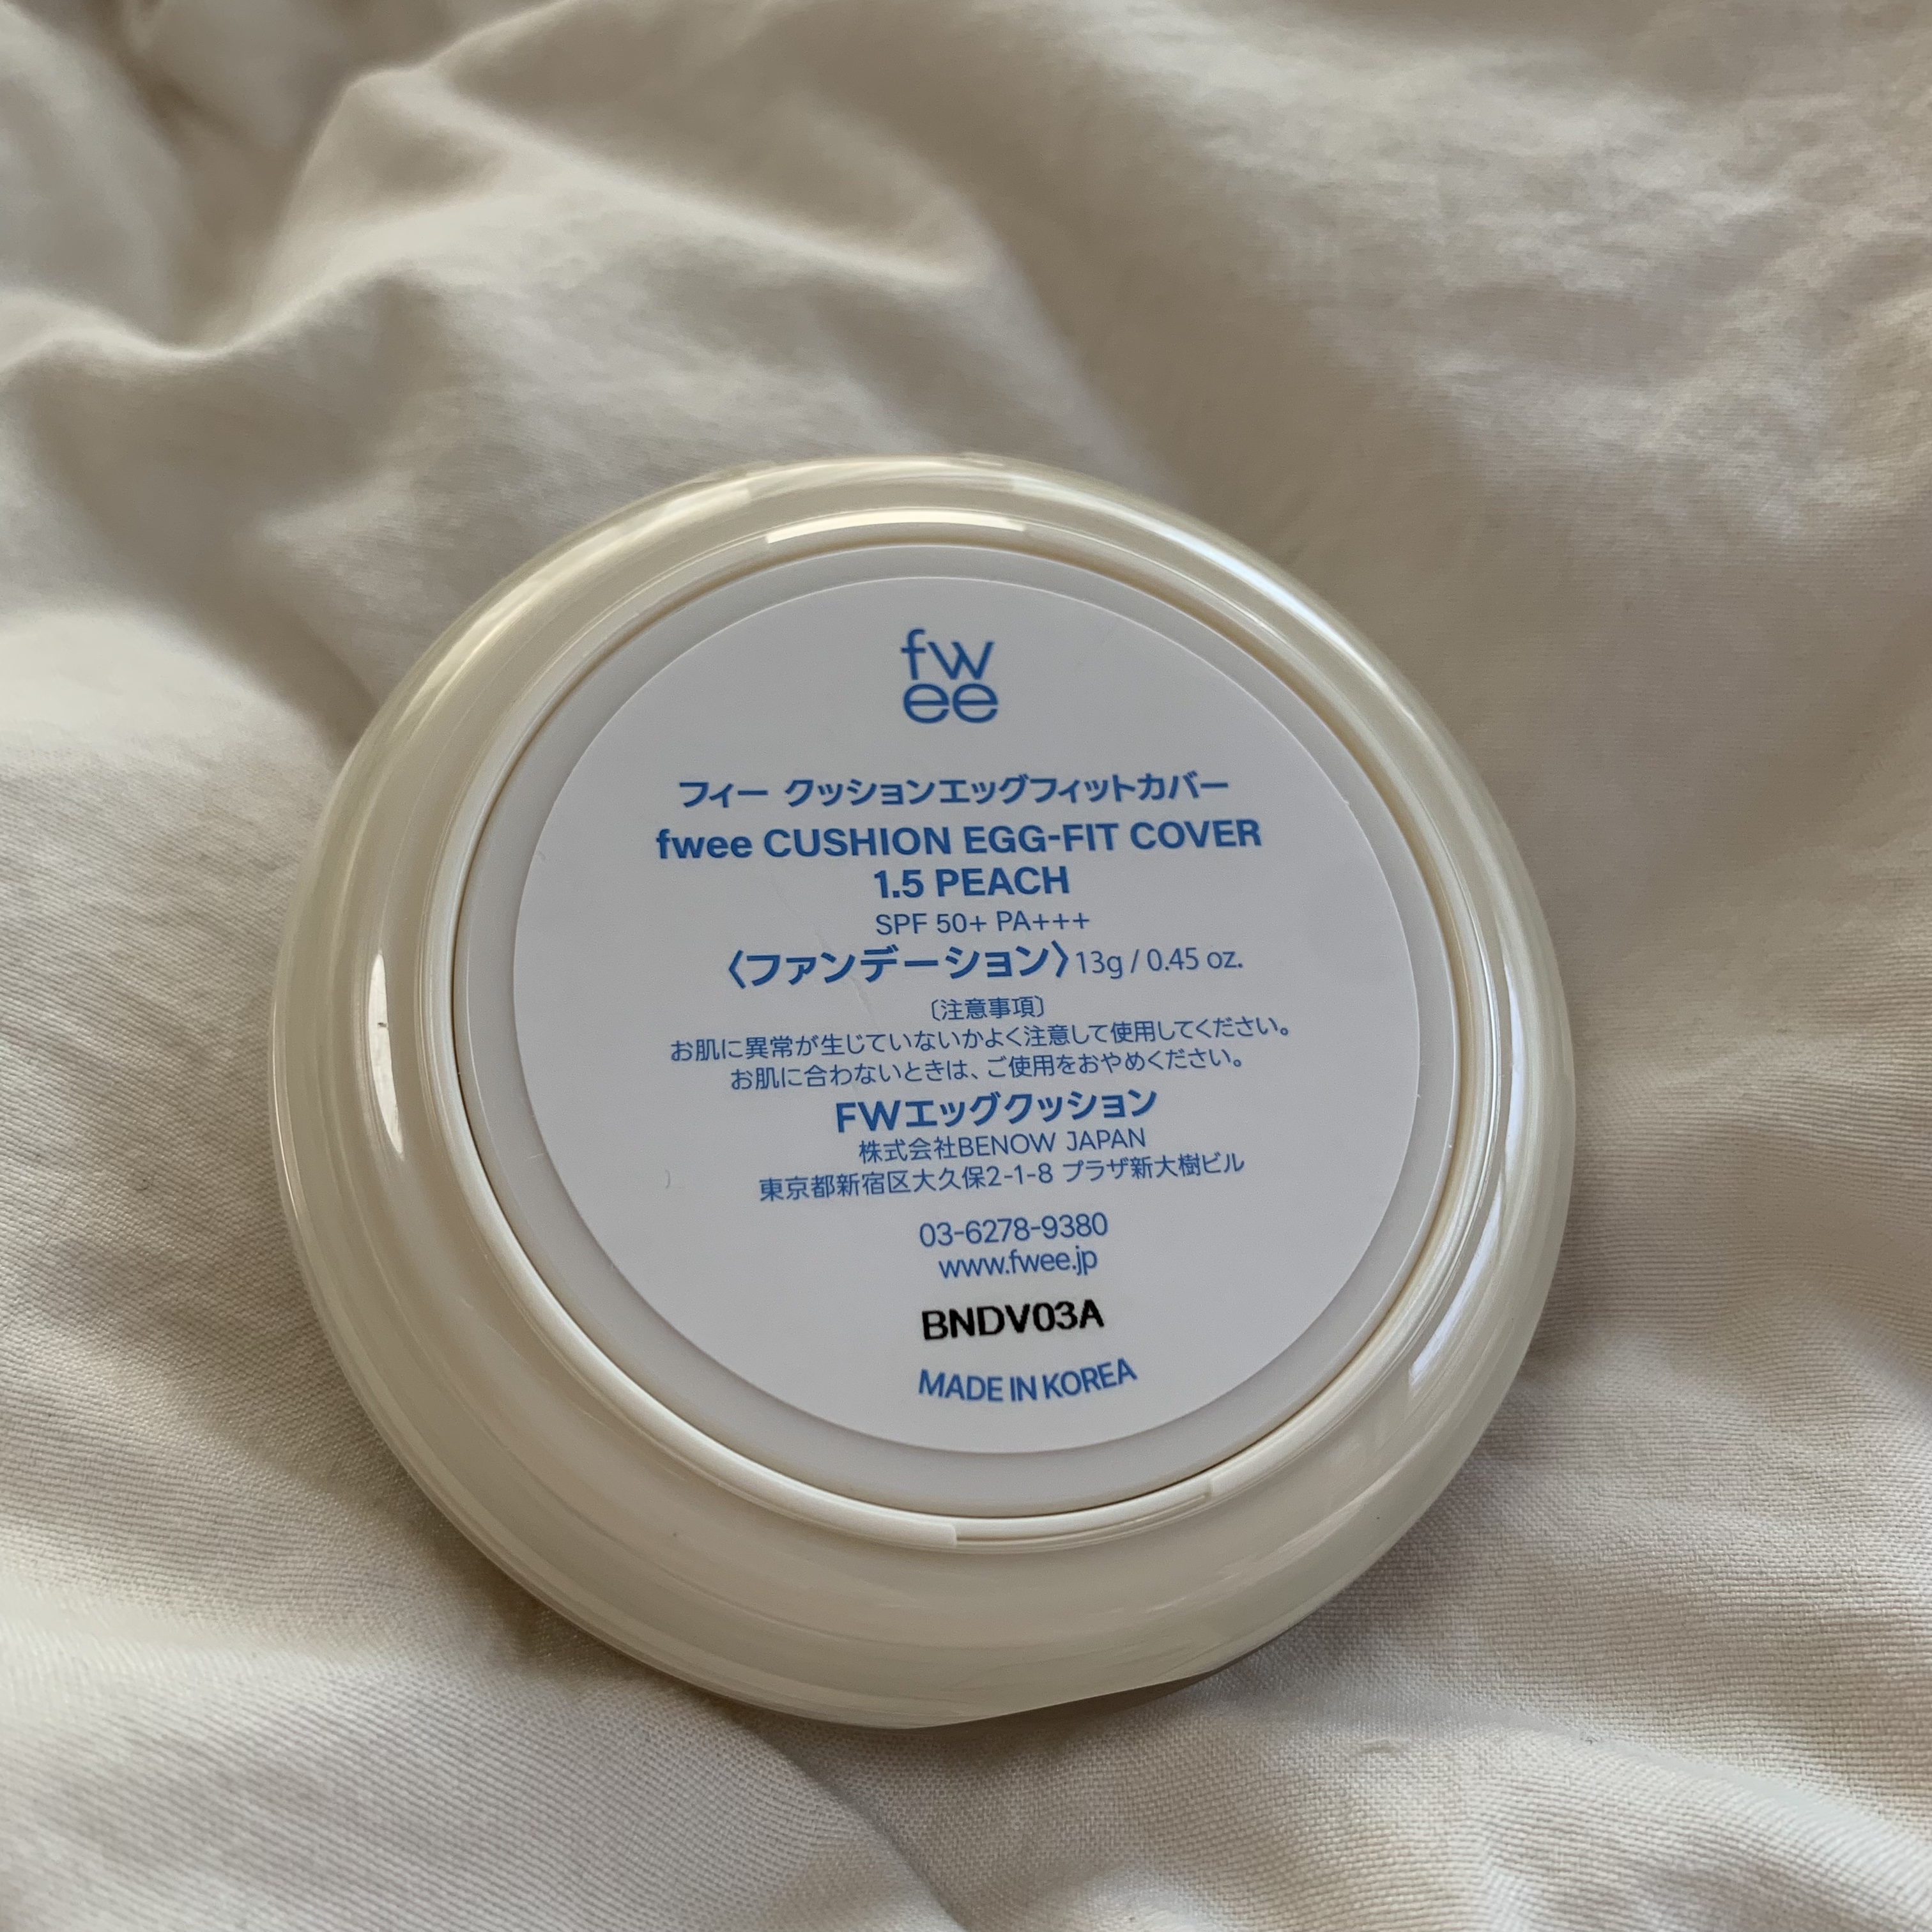 fw
ee
フィー クッションエッグフィットカバー
fwee CUSHION EGG-FIT COVER
1.5 PEACH
SPF 50+ PA+++
〈ファンデーション〉13g / 0.45 oz.
〔注意事項〕
お肌に異常が生じていないかよく注意して使用してください。
お肌に合わないときは、ご使用をおやめください。
FWエッグクッション
株式会社BENOW JAPAN
東京都新宿区大久保2-1-8 プラザ新大樹ビル
03-6278-9380
www.fwee.jp
BNDV03A
MADE IN KOREA